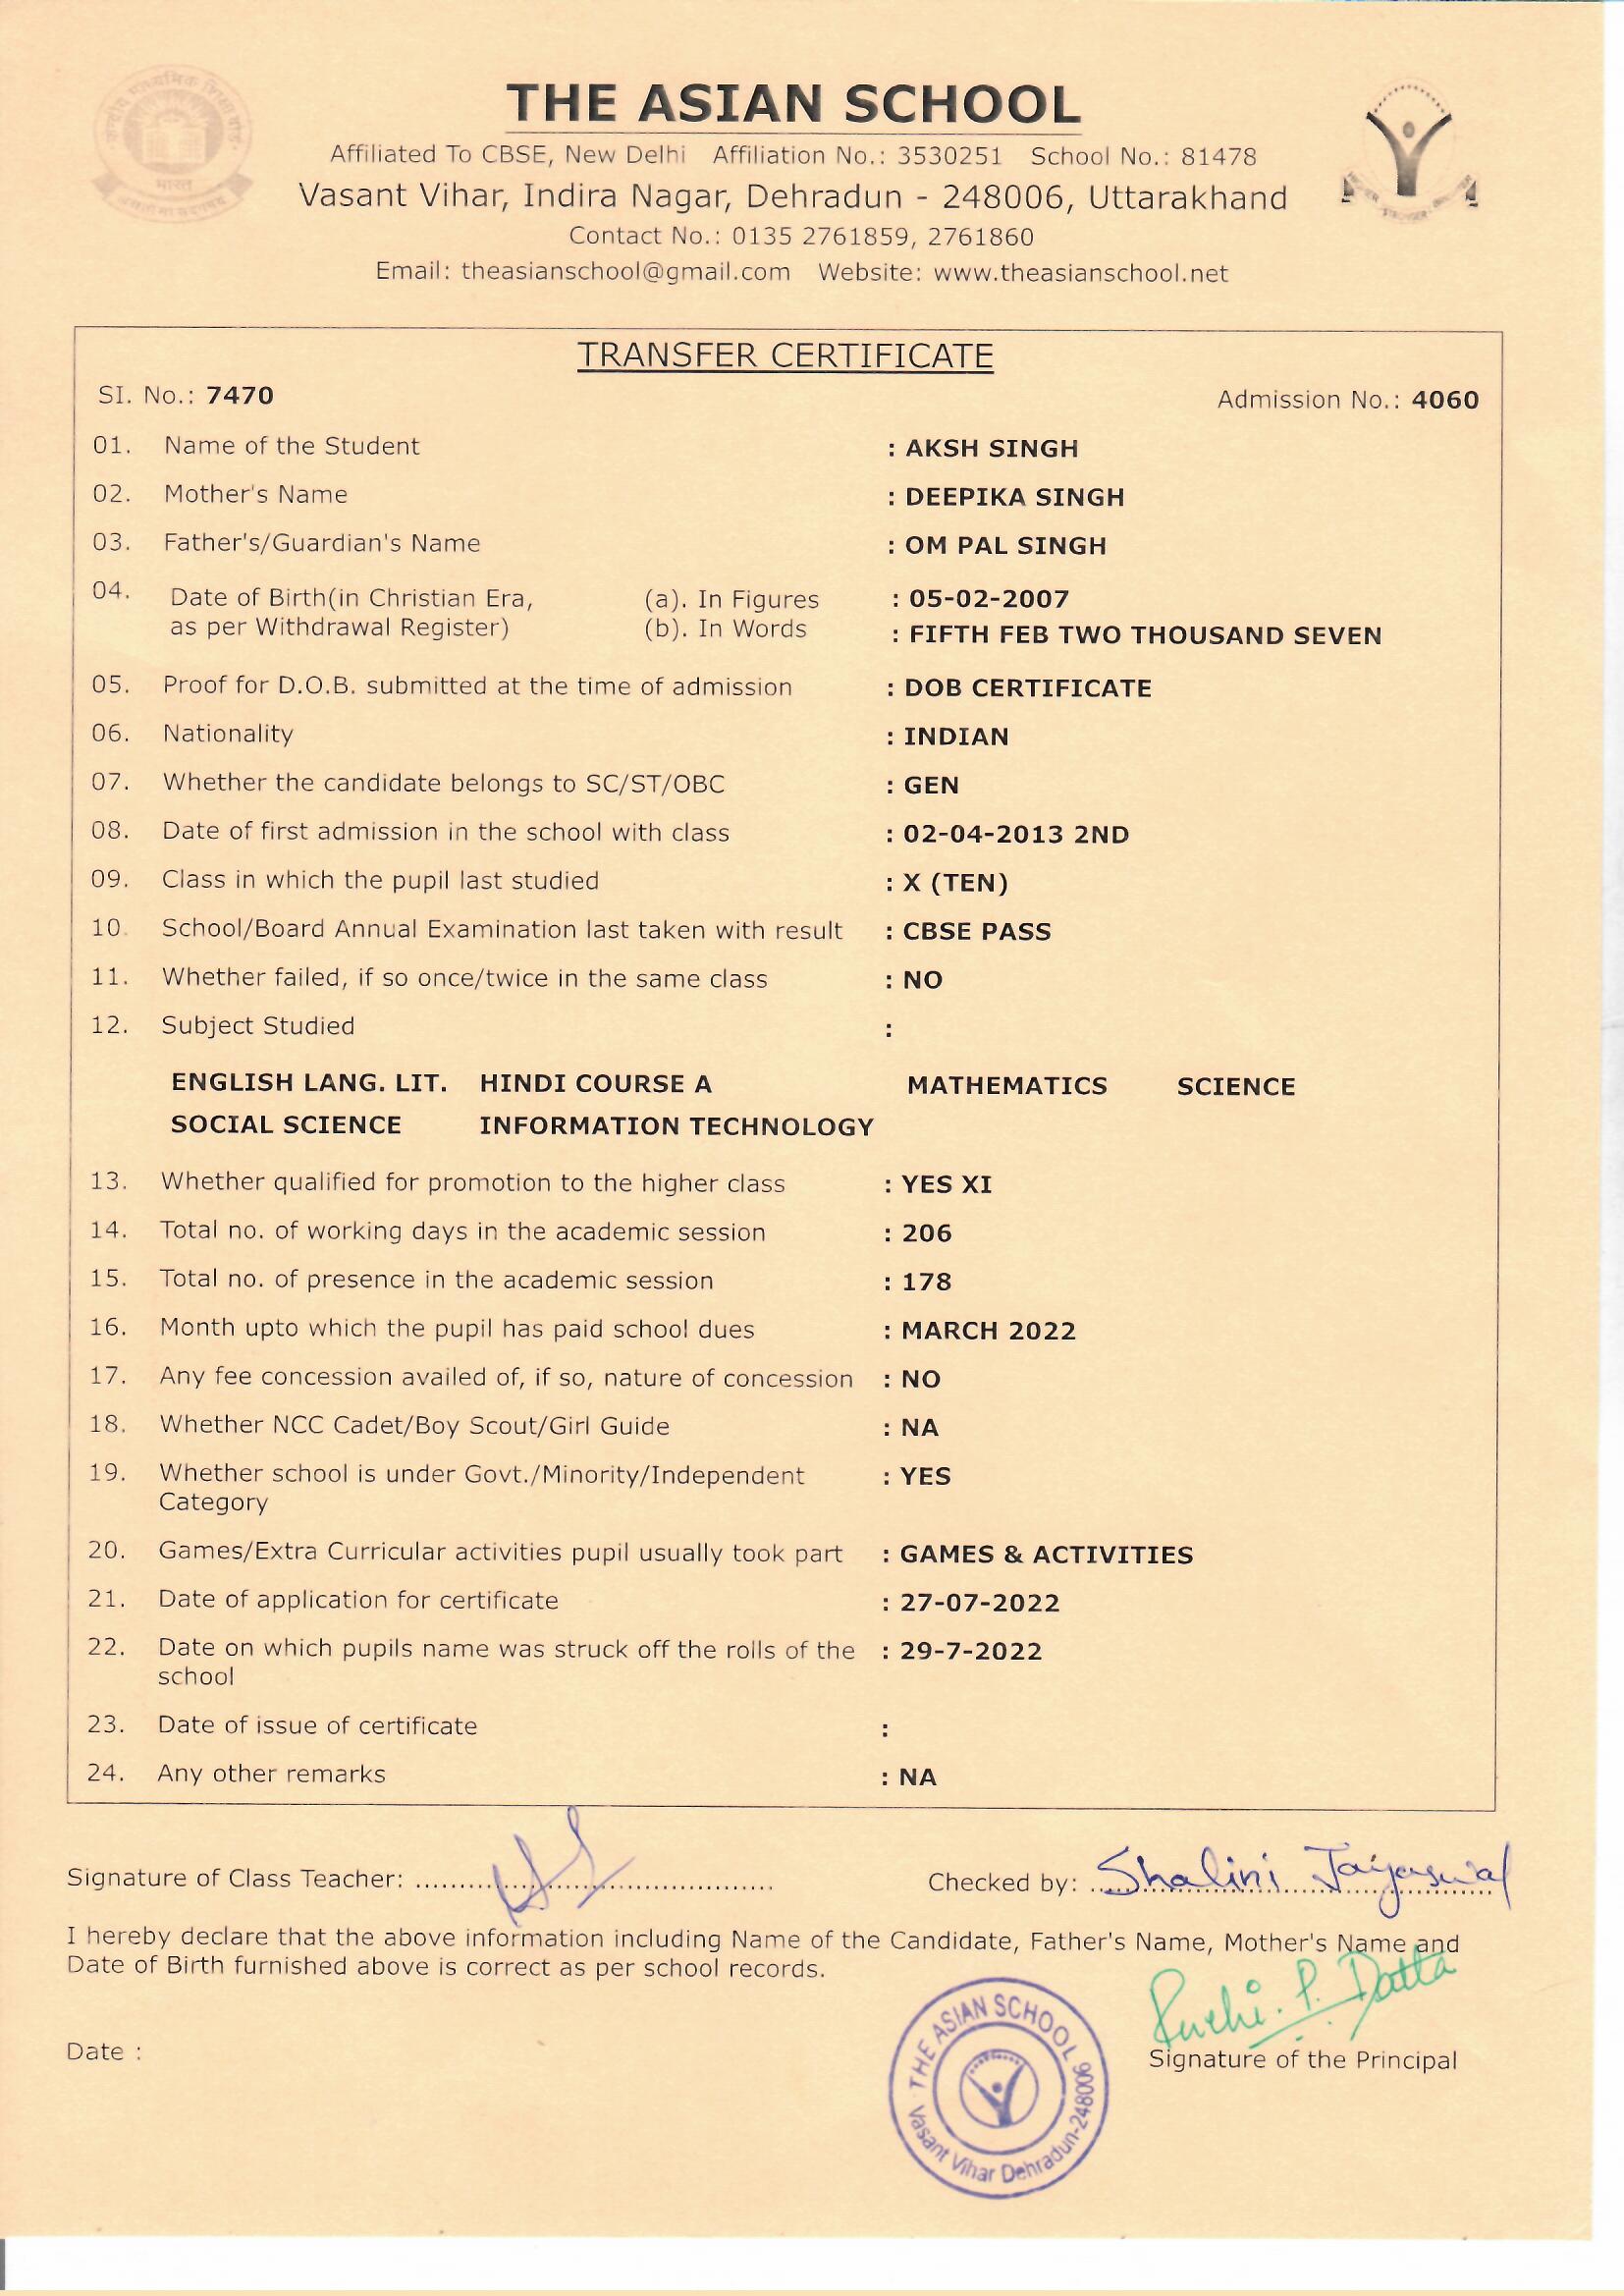 THE ASIAN SCHOOL
Affiliated To CBSE, New Delhi Affiliation No.: 3530251 School No.: 81478
Vasant Vihar, Indira Nagar, Dehradun - 248006, Uttarakhand
Contact No.: 0135 2761859, 2761860
Email: theasianschool@gmail.com Website: www.theasianschool.net
भारत
TRANSFER CERTIFICATE
SI. No.: 7470 Admission No.: 4060
01. Name of the Student : AKSH SINGH
02. Mother's Name : DEEPIKA SINGH
03. Father's/Guardian's Name : OM PAL SINGH
04. Date of Birth(in Christian Era, (a). In Figures : 05-02-2007
as per Withdrawal Register) (b). In Words : FIFTH FEB TWO THOUSAND SEVEN
05. Proof for D.O.B. submitted at the time of admission : DOB CERTIFICATE
06. Nationality : INDIAN
07. Whether the candidate belongs to SC/ST/OBC : GEN
08. Date of first admission in the school with class : 02-04-2013 2ND
09. Class in which the pupil last studied : X (TEN)
10. School/Board Annual Examination last taken with result : CBSE PASS
11. Whether failed, if so once/twice in the same class : NO
12. Subject Studied :
ENGLISH LANG. LIT. HINDI COURSE A MATHEMATICS SCIENCE
SOCIAL SCIENCE INFORMATION TECHNOLOGY
13. Whether qualified for promotion to the higher class : YES XI
14. Total no. of working days in the academic session : 206
15. Total no. of presence in the academic session : 178
16. Month upto which the pupil has paid school dues : MARCH 2022
17. Any fee concession availed of, if so, nature of concession : NO
18. Whether NCC Cadet/Boy Scout/Girl Guide : NA
19. Whether school is under Govt./Minority/Independent : YES
Category
20. Games/Extra Curricular activities pupil usually took part : GAMES & ACTIVITIES
21. Date of application for certificate : 27-07-2022
22. Date on which pupils name was struck off the rolls of the : 29-7-2022
school
23. Date of issue of certificate :
24. Any other remarks : NA
Signature of Class Teacher: .................................... Checked by: Shalini Jayaswal
I hereby declare that the above information including Name of the Candidate, Father's Name, Mother's Name and
Date of Birth furnished above is correct as per school records.
Ruchi. P. Datta
Date : Signature of the Principal
THE ASIAN SCHOOL
Vasant Vihar Dehradun-248006